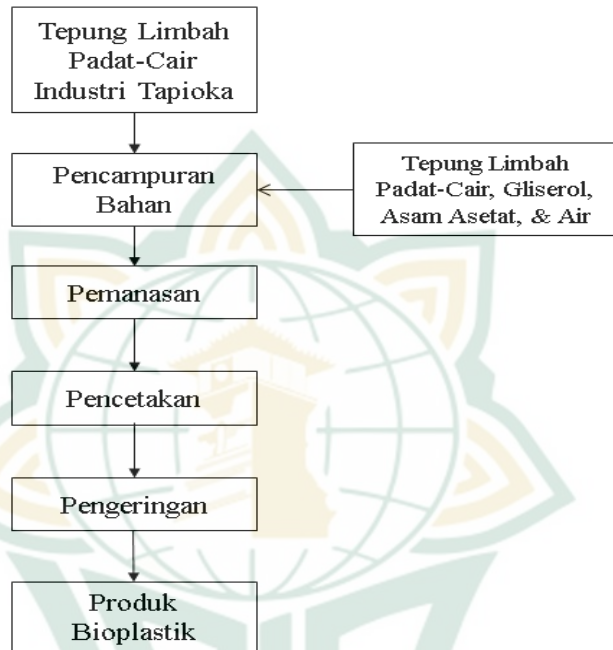 Tepung Limbah
Padat-Cair
Industri Tapioka
Pencampuran
Bahan
Tepung Limbah
Padat-Cair, Gliserol,
Asam Asetat, & Air
Pemanasan
Pencetakan
Pengeringan
Produk
Bioplastik